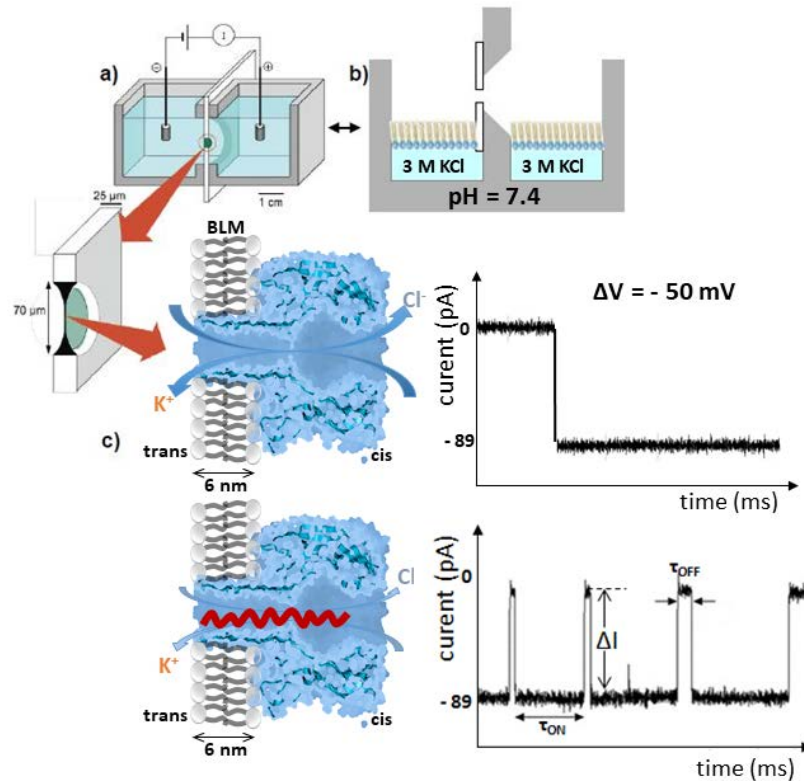 a)
I
⊖
⊕
1 cm
b)
3 M KCl
3 M KCl
pH = 7.4
25 µm
70 µm
c)
BLM
Cl-
K+
trans
cis
6 nm
curent (pA)
0
- 89
ΔV = - 50 mV
time (ms)
Cl
K+
trans
cis
6 nm
curent (pA)
0
- 89
τOFF
ΔI
τON
time (ms)